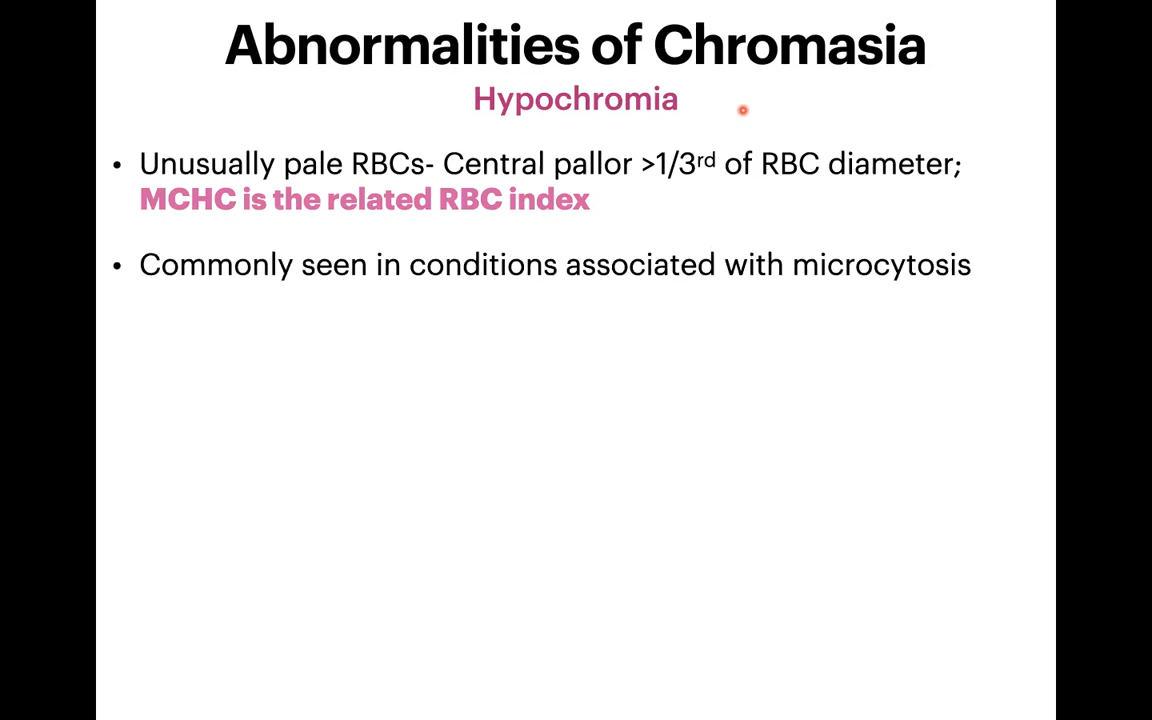 Abnormalities of Chromasia
Hypochromia
• Unusually pale RBCs- Central pallor >1/3rd of RBC diameter;
MCHC is the related RBC index
• Commonly seen in conditions associated with microcytosis